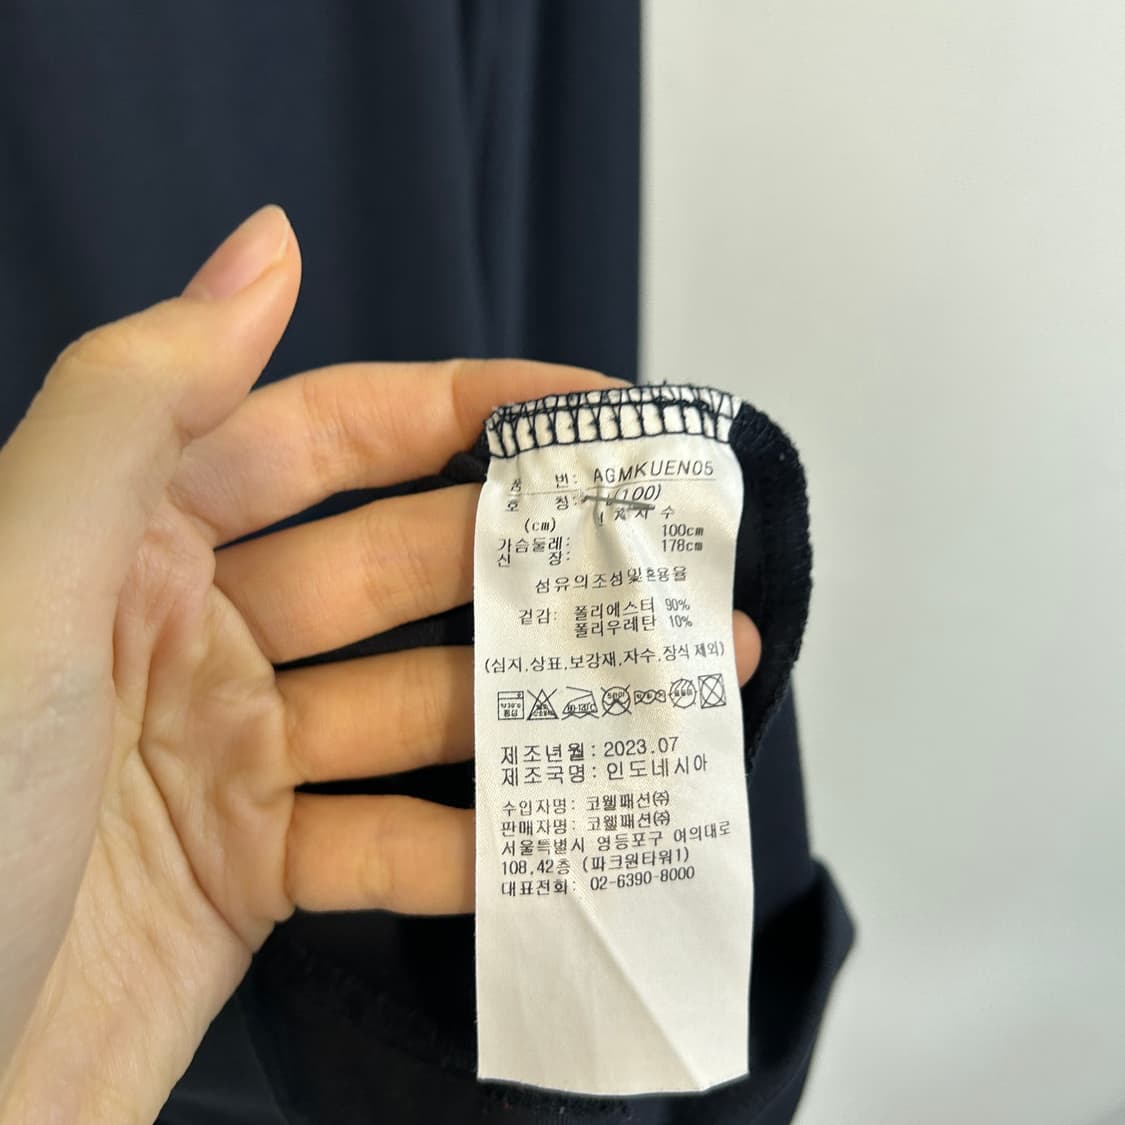 품 번: AGMKUEN05
호 칭: (100)
(cm) 수
가슴둘레: 100cm
신 장: 178cm
섬유의조성및혼용율
겉감: 폴리에스터 90%
폴리우레탄 10%
(심지,상표,보강재,자수,장식 제외)
제조년월: 2023.07
제조국명: 인도네시아
수입자명: 코웰패션㈜
판매자명: 코웰패션㈜
서울특별시 영등포구 여의대로
108,42층 (파크원타워1)
대표전화: 02-6390-8000